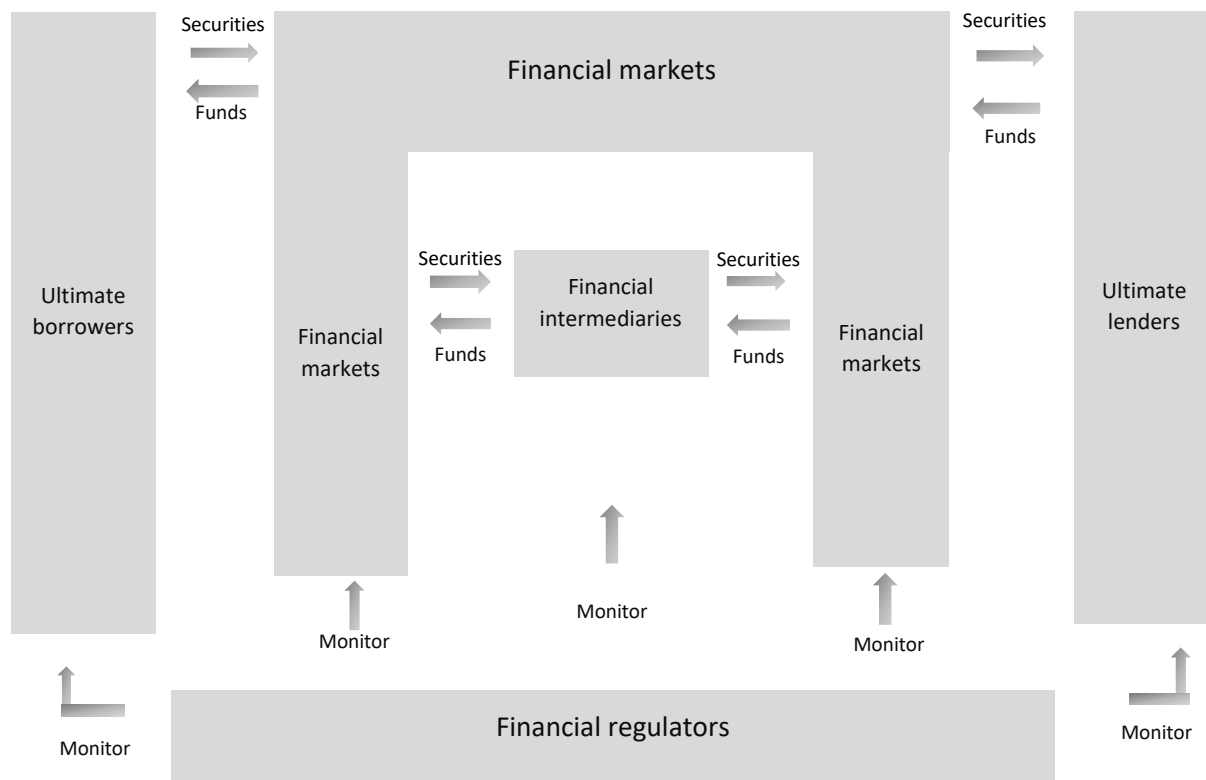 Securities
Funds
Financial markets
Securities
Funds
Ultimate
borrowers
Financial
markets
Securities
Funds
Financial
intermediaries
Securities
Funds
Financial
markets
Ultimate
lenders
Monitor
Monitor
Monitor
Monitor
Financial regulators
Monitor